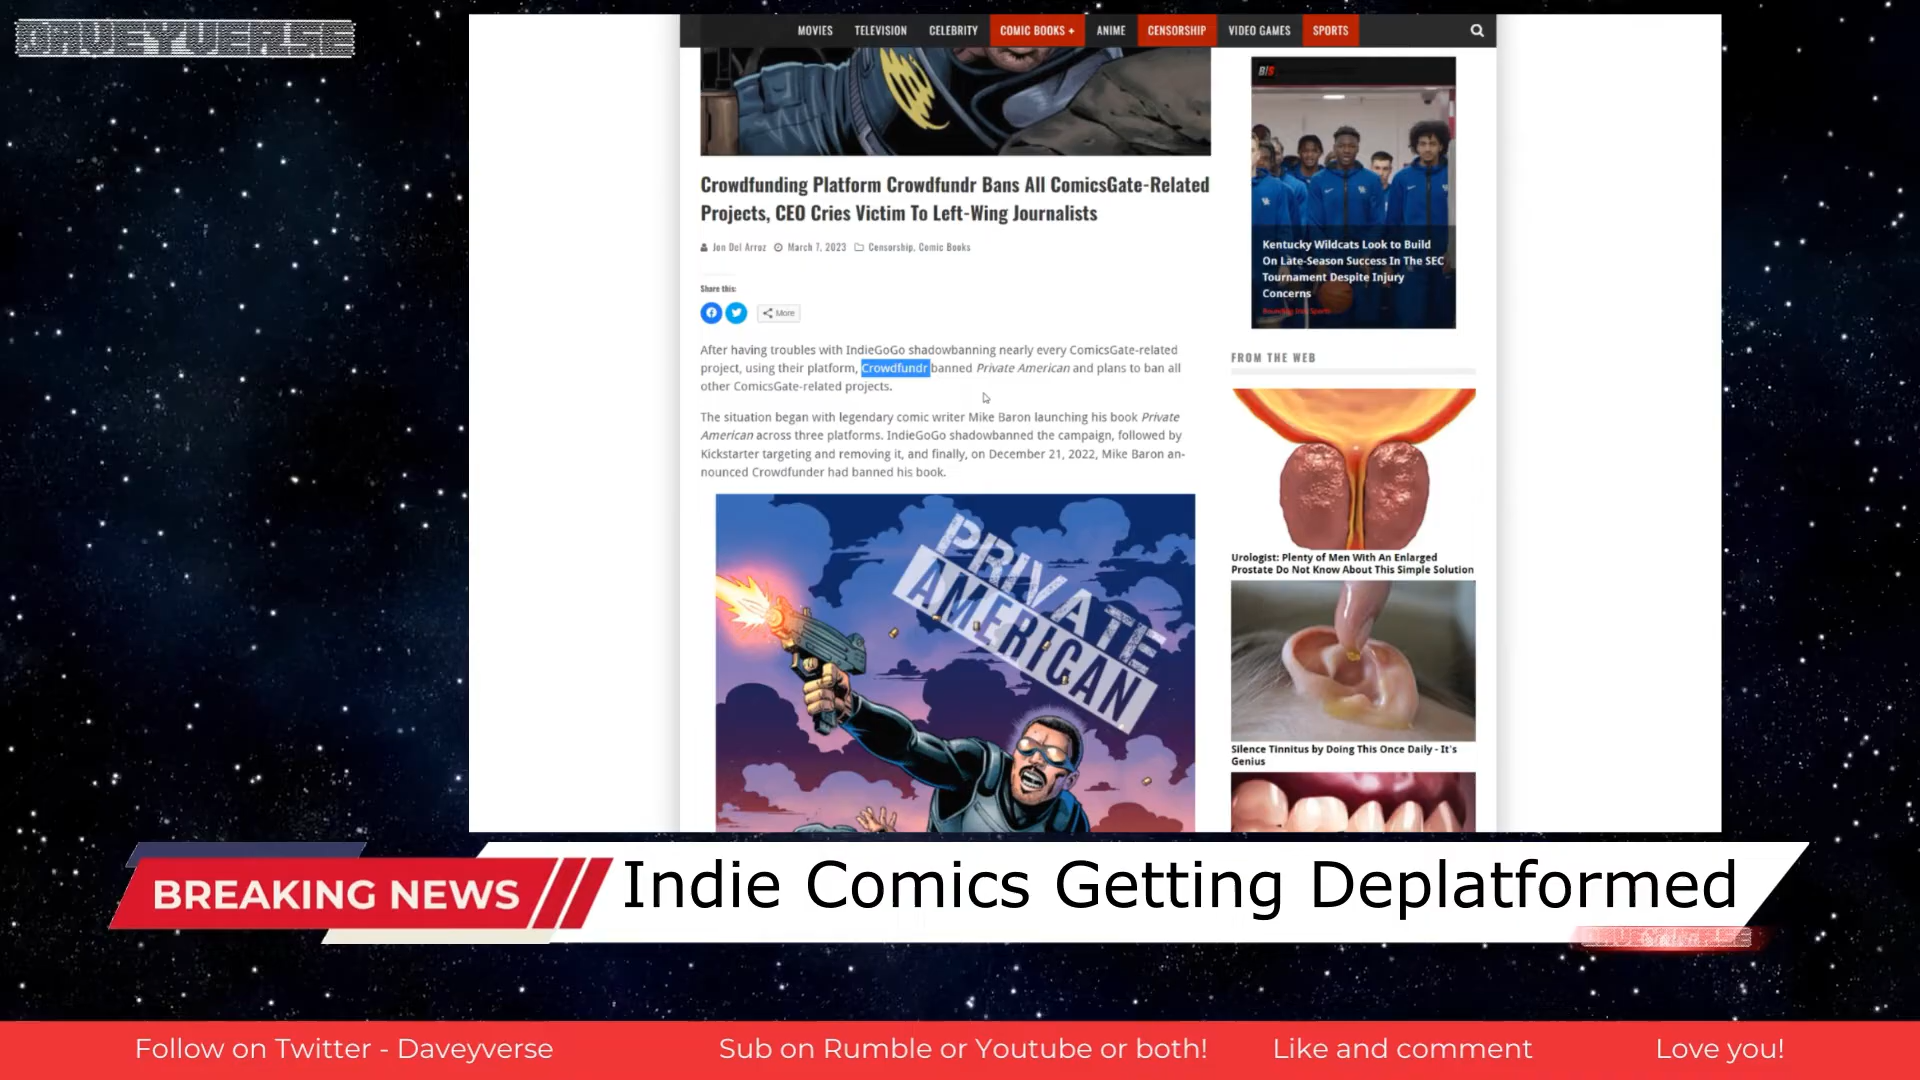 DAVEYVERSE
MOVIES TELEVISION CELEBRITY COMIC BOOKS + ANIME CENSORSHIP VIDEO GAMES SPORTS
Crowdfunding Platform Crowdfundr Bans All ComicsGate-Related
Projects, CEO Cries Victim To Left-Wing Journalists
Jon Del Arroz March 7, 2023 Censorship, Comic Books
Share this:
More
After having troubles with IndieGoGo shadowbanning nearly every ComicsGate-related
project, using their platform, Crowdfundr banned Private American and plans to ban all
other ComicsGate-related projects.
The situation began with legendary comic writer Mike Baron launching his book Private
American across three platforms. IndieGoGo shadowbanned the campaign, followed by
Kickstarter targeting and removing it, and finally, on December 21, 2022, Mike Baron an-
nounced Crowdfunder had banned his book.
PRIVATE
AMERICAN
B/S
Kentucky Wildcats Look to Build
On Late-Season Success In The SEC
Tournament Despite Injury
Concerns
FROM THE WEB
Urologist: Plenty of Men With An Enlarged
Prostate Do Not Know About This Simple Solution
Silence Tinnitus by Doing This Once Daily - It's
Genius
BREAKING NEWS
Indie Comics Getting Deplatformed
DAVEYVERSE
Follow on Twitter - Daveyverse Sub on Rumble or Youtube or both! Like and comment Love you!